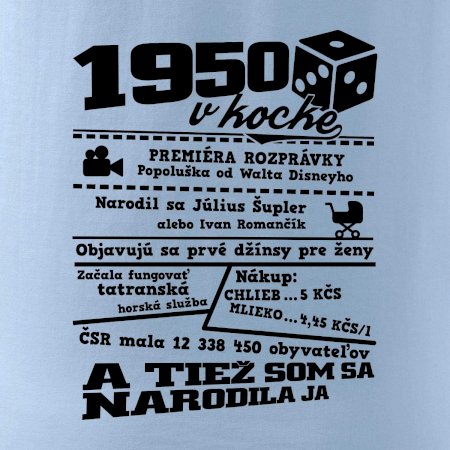 1950
v kocke
PREMIÉRA ROZPRÁVKY
Popoluška od Walta Disneyho
Narodil sa Július Šupler
alebo Ivan Romančík
Objavujú sa prvé džínsy pre ženy
Začala fungovať
tatranská
horská služba
Nákup:
CHLIEB...5 KČS
MLIEKO...4,45 KČS/l
ČSR mala 12 338 450 obyvateľov
A TIEŽ SOM SA
NARODILA JA